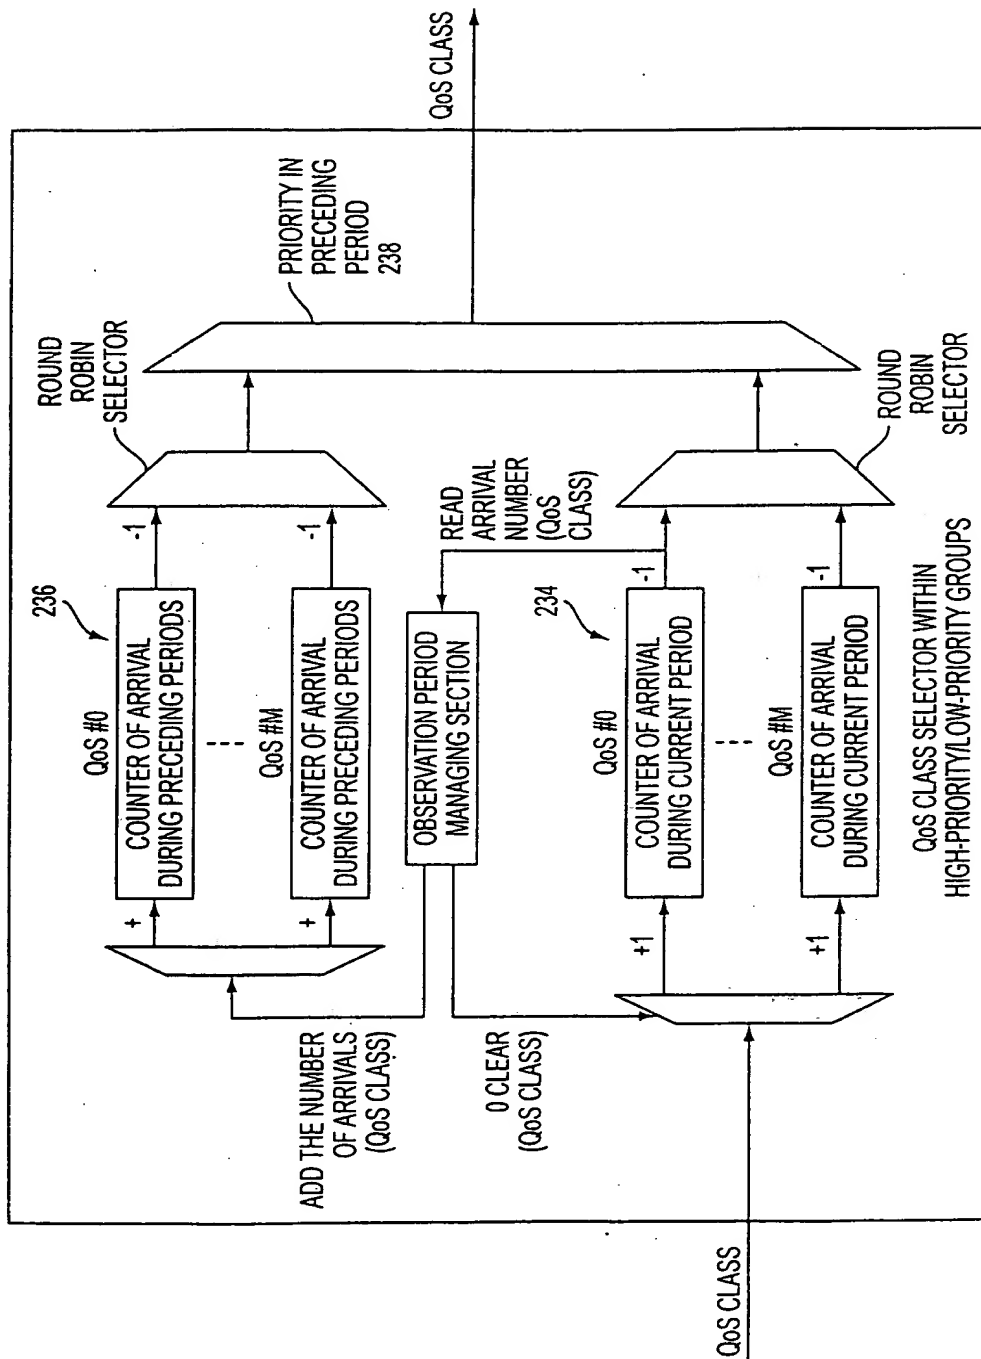 QoS CLASS
ADD THE NUMBER
OF ARRIVALS
(QoS CLASS)
0 CLEAR
(QoS CLASS)
+
+
QoS #0
236
COUNTER OF ARRIVAL
DURING PRECEDING PERIODS
QoS #M
COUNTER OF ARRIVAL
DURING PRECEDING PERIODS
-1
-1
ROUND
ROBIN
SELECTOR
OBSERVATION PERIOD
MANAGING SECTION
READ
ARRIVAL
NUMBER
(QoS
CLASS)
+1
+1
QoS #0
234
COUNTER OF ARRIVAL
DURING CURRENT PERIOD
QoS #M
COUNTER OF ARRIVAL
DURING CURRENT PERIOD
-1
-1
ROUND
ROBIN
SELECTOR
PRIORITY IN
PRECEDING
PERIOD
238
QoS CLASS
QoS CLASS SELECTOR WITHIN
HIGH-PRIORITY/LOW-PRIORITY GROUPS